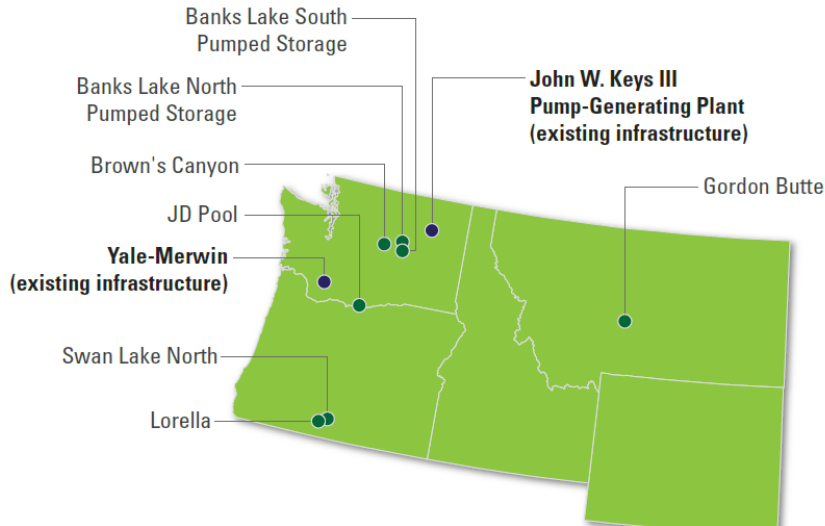 Banks Lake South
Pumped Storage
Banks Lake North
Pumped Storage
John W. Keys III
Pump-Generating Plant
(existing infrastructure)
Brown's Canyon
Gordon Butte
JD Pool
Yale-Merwin
(existing infrastructure)
Swan Lake North
Lorella